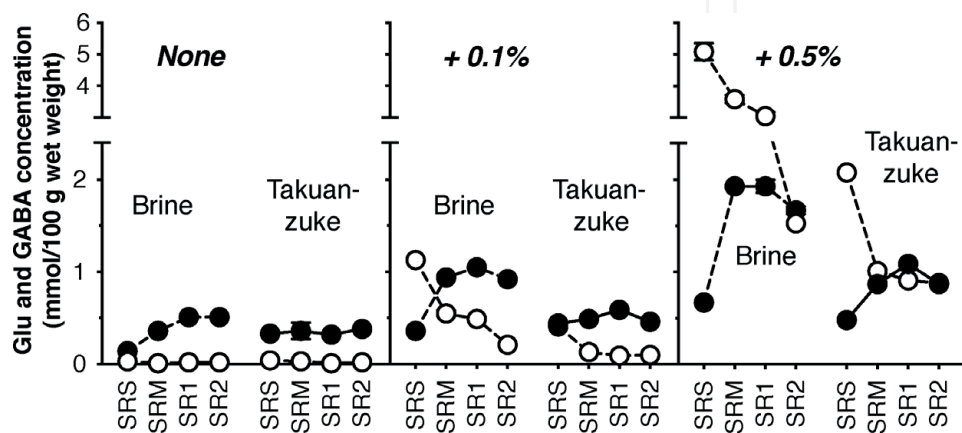 Glu and GABA concentration
(mmol/100 g wet weight)
6
5
4
2
1
0
None
+ 0.1%
+ 0.5%
Brine
Takuan-
zuke
Brine
Takuan-
zuke
Brine
Takuan-
zuke
SRS SRM SR1 SR2 SRS SRM SR1 SR2 SRS SRM SR1 SR2 SRS SRM SR1 SR2 SRS SRM SR1 SR2 SRS SRM SR1 SR2